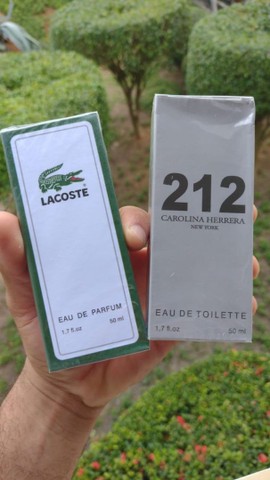 LACOSTE
EAU DE PARFUM
1,7 fl.oz 50 ml
212
CAROLINA HERRERA
NEW YORK
EAU DE TOILETTE
1,7 fl.oz 50 ml